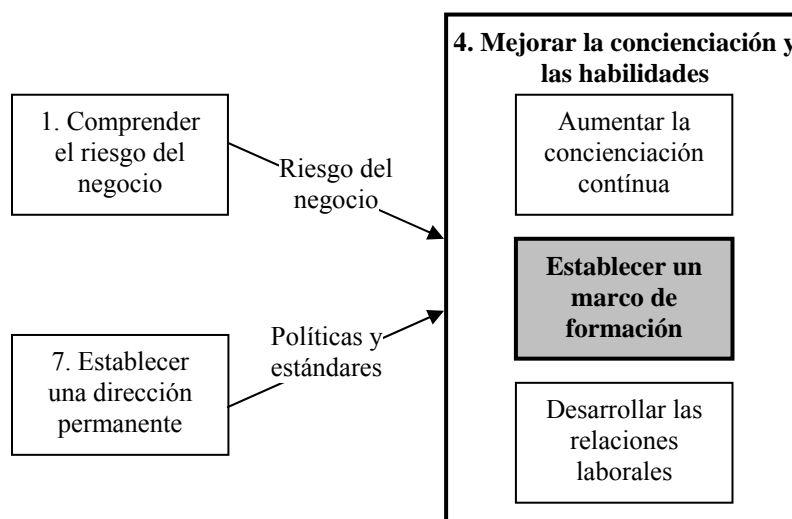 4. Mejorar la concienciación y
las habilidades
1. Comprender
el riesgo del
negocio
Riesgo del
negocio
Aumentar la
concienciación
contínua
Establecer un
marco de
formación
Políticas y
estándares
7. Establecer
una dirección
permanente
Desarrollar las
relaciones
laborales